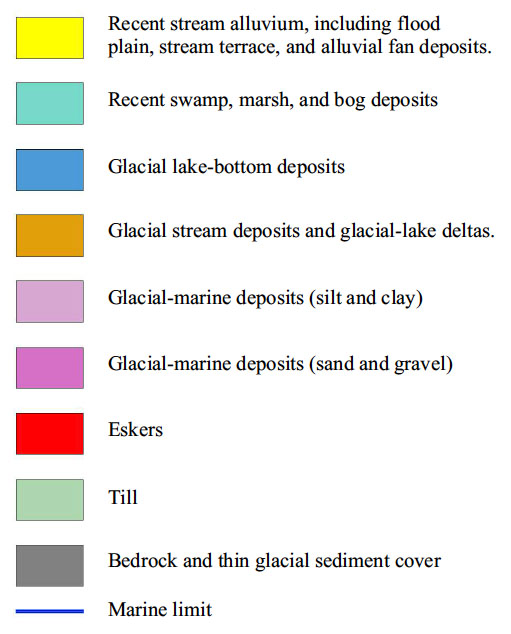 Recent stream alluvium, including flood
plain, stream terrace, and alluvial fan deposits.
Recent swamp, marsh, and bog deposits
Glacial lake-bottom deposits
Glacial stream deposits and glacial-lake deltas.
Glacial-marine deposits (silt and clay)
Glacial-marine deposits (sand and gravel)
Eskers
Till
Bedrock and thin glacial sediment cover
Marine limit